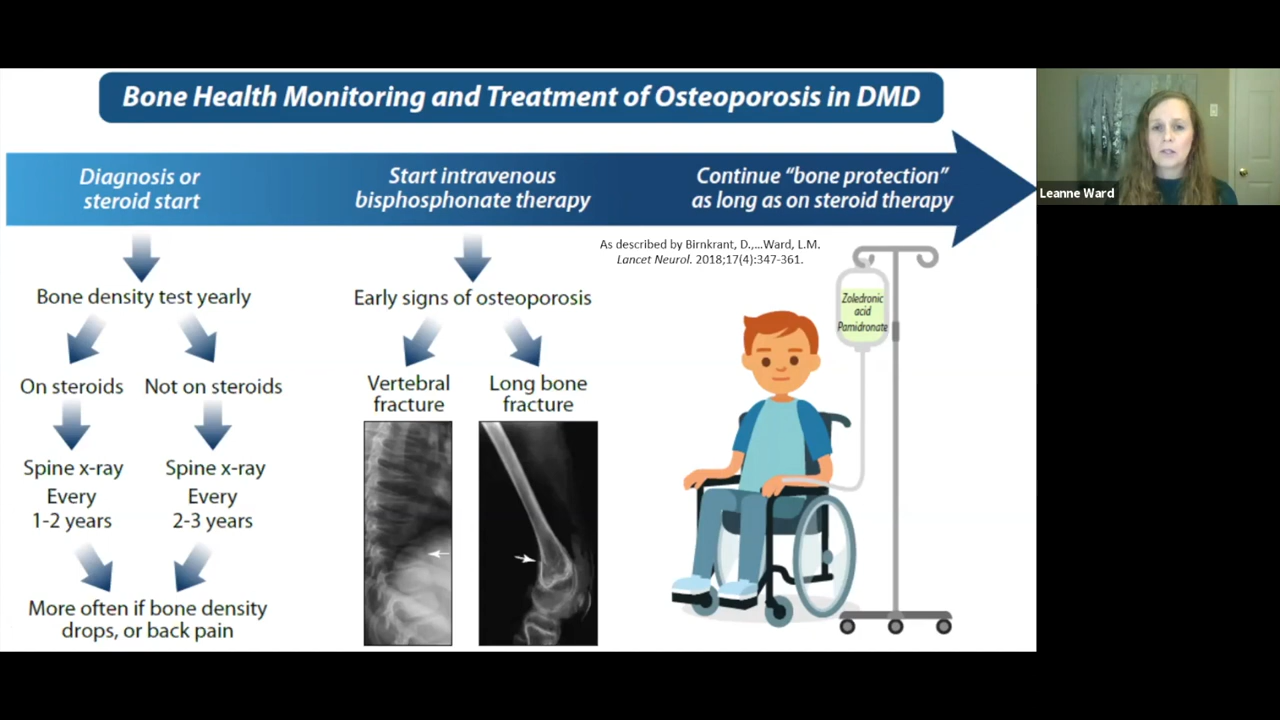 Bone Health Monitoring and Treatment of Osteoporosis in DMD
Diagnosis or
steroid start
Start intravenous
bisphosphonate therapy
Continue “bone protection”
as long as on steroid therapy
Bone density test yearly
On steroids
Not on steroids
Spine x-ray
Every
1-2 years
Spine x-ray
Every
2-3 years
More often if bone density
drops, or back pain
Early signs of osteoporosis
Vertebral
fracture
Long bone
fracture
As described by Birnkrant, D.,...Ward, L.M.
Lancet Neurol. 2018;17(4):347-361.
Zoledronic
acid
Pamidronate
Leanne Ward